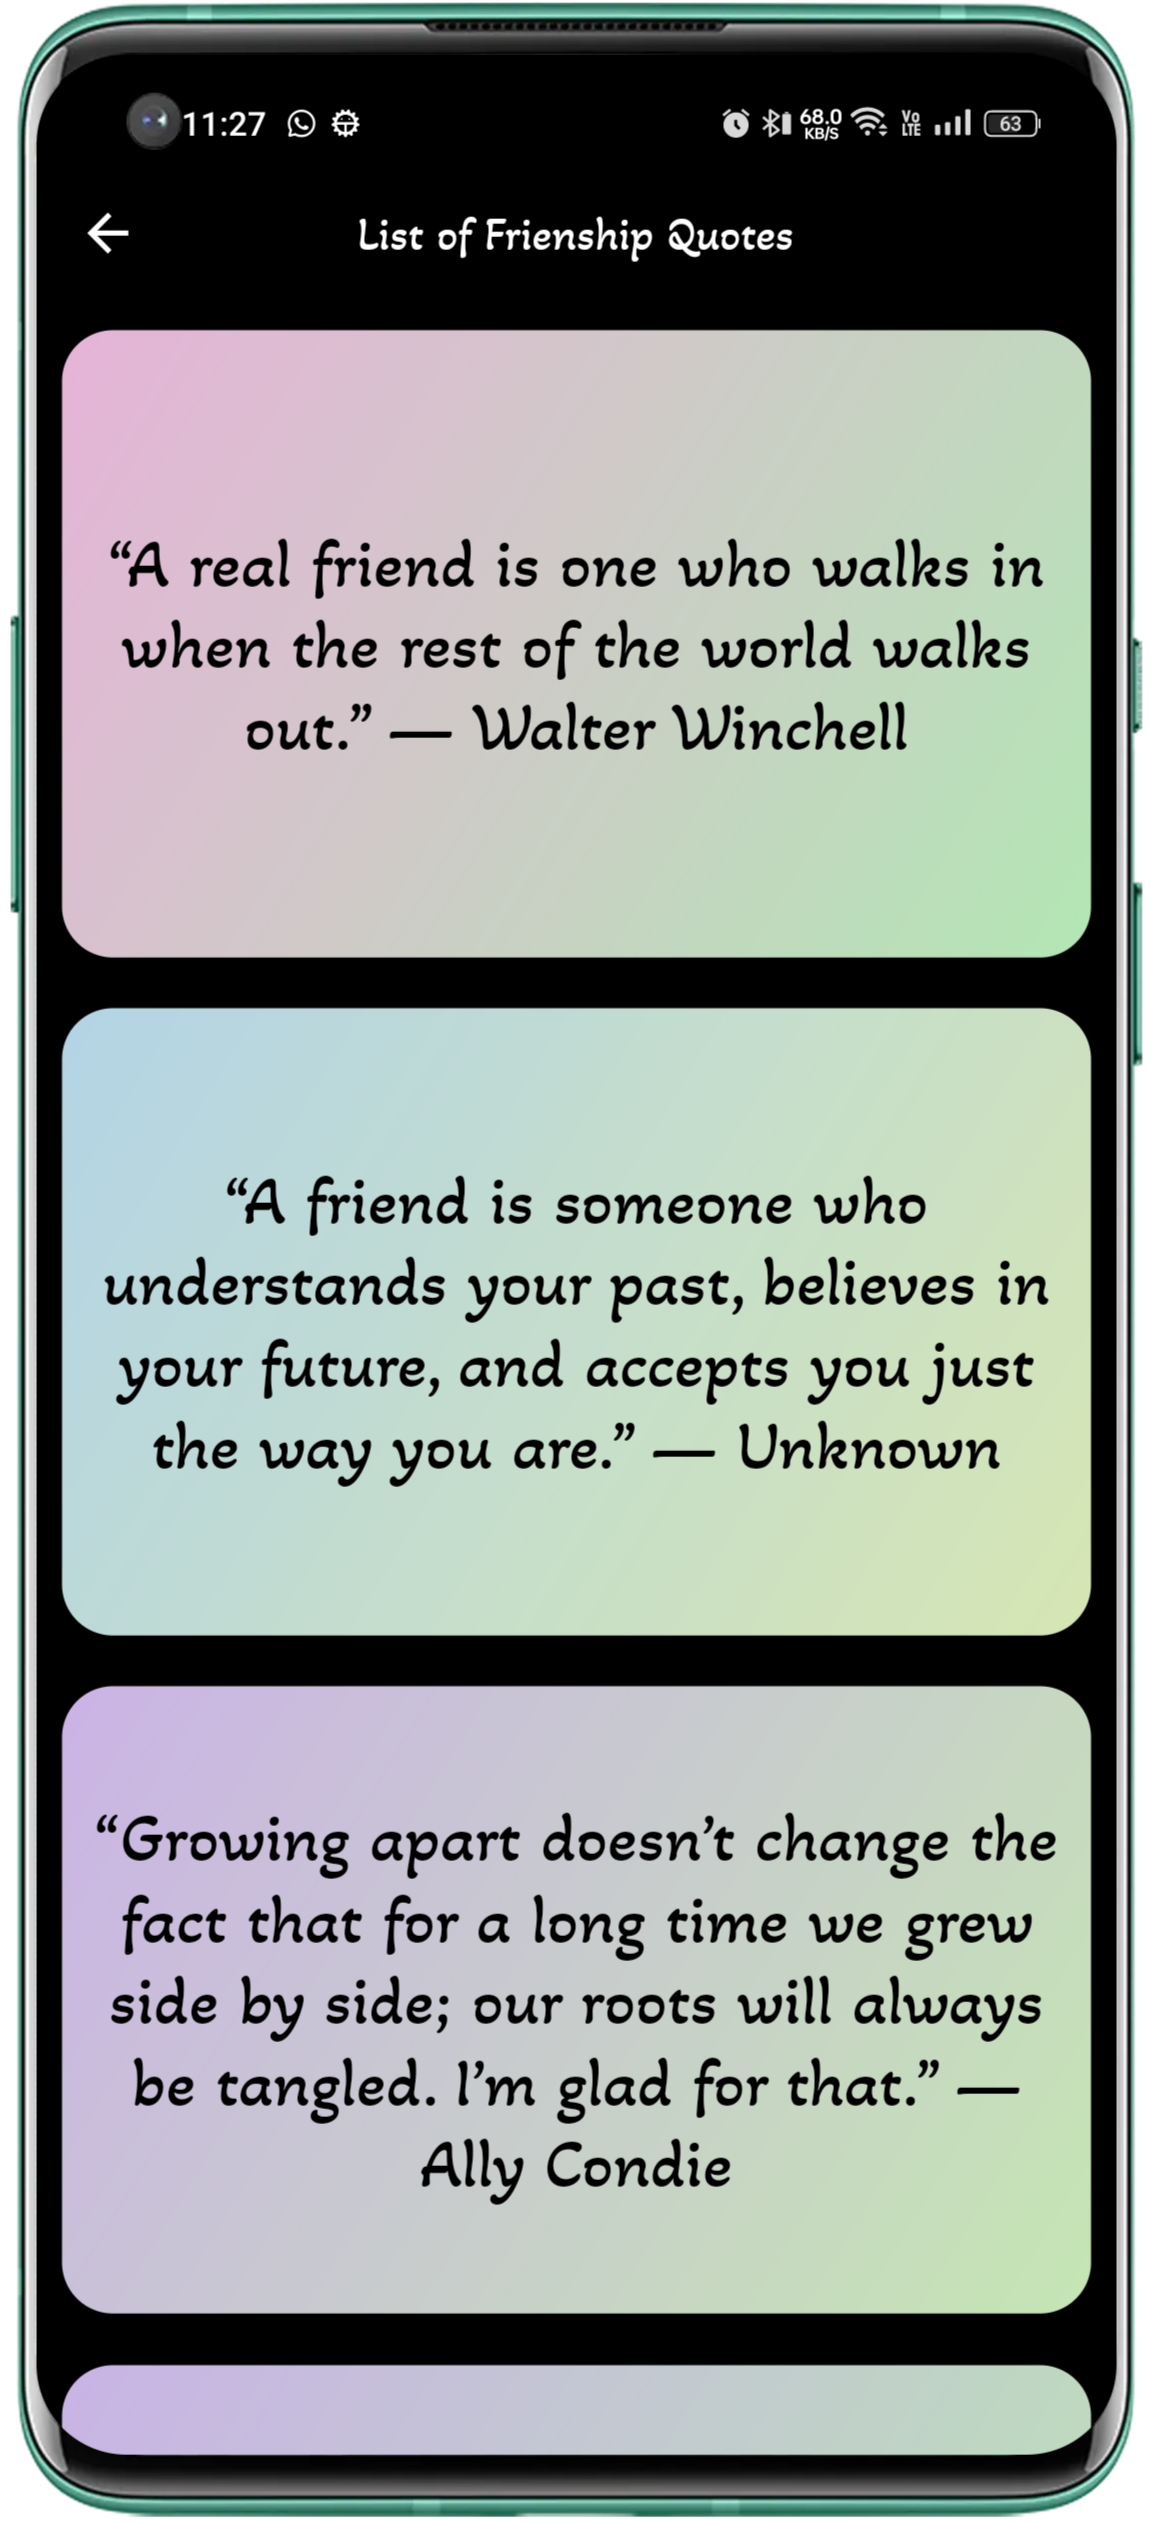 11:27
68.0
KB/S
Vo
LTE
63
List of Frienship Quotes
“A real friend is one who walks in
when the rest of the world walks
out.” — Walter Winchell
“A friend is someone who
understands your past, believes in
your future, and accepts you just
the way you are.” — Unknown
“Growing apart doesn’t change the
fact that for a long time we grew
side by side; our roots will always
be tangled. I’m glad for that.” —
Ally Condie